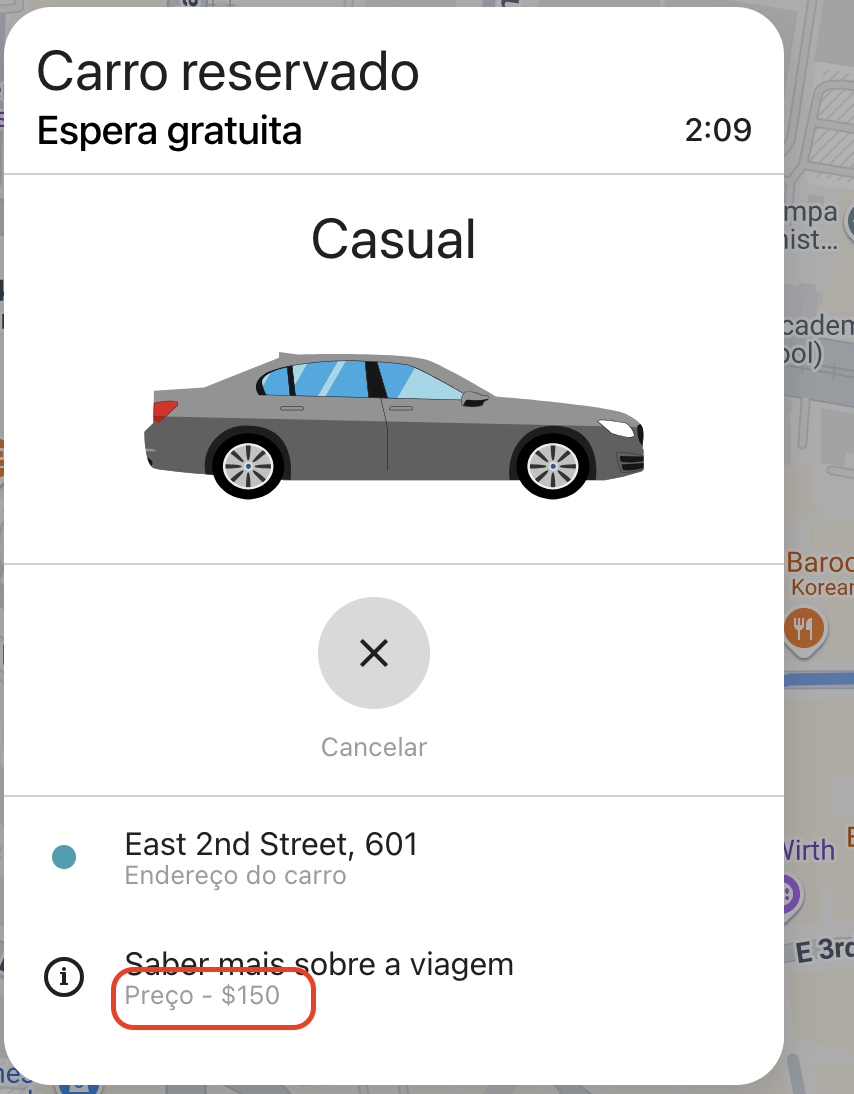 Carro reservado
Espera gratuita
2:09
Casual
Cancelar
East 2nd Street, 601
Endereço do carro
Saber mais sobre a viagem
Preço - $150
mpa
nist...
cadem
ool)
Baroo
Korean
Wirth
E 3rd